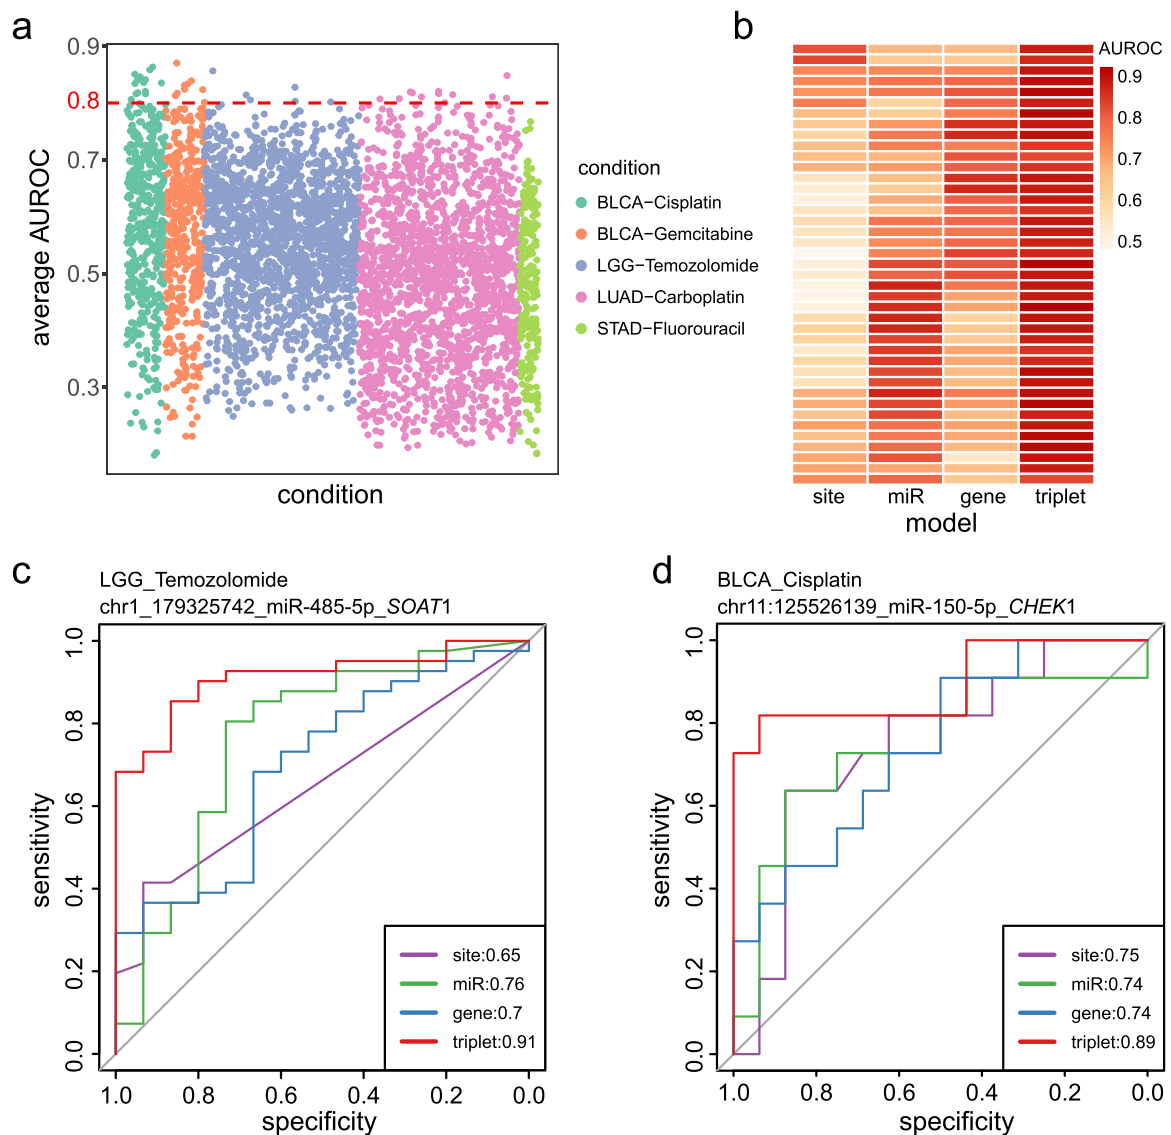 a
0.9
0.8
0.7
0.5
0.3
average AUROC
condition
condition
BLCA−Cisplatin
BLCA−Gemcitabine
LGG−Temozolomide
LUAD−Carboplatin
STAD−Fluorouracil
b
AUROC
0.9
0.8
0.7
0.6
0.5
site miR gene triplet
model
c
LGG_Temozolomide
chr1_179325742_miR-485-5p_SOAT1
1.0
0.8
0.6
0.4
0.2
0.0
sensitivity
site:0.65
miR:0.76
gene:0.7
triplet:0.91
1.0 0.8 0.6 0.4 0.2 0.0
specificity
d
BLCA_Cisplatin
chr11:125526139_miR-150-5p_CHEK1
1.0
0.8
0.6
0.4
0.2
0.0
sensitivity
site:0.75
miR:0.74
gene:0.74
triplet:0.89
1.0 0.8 0.6 0.4 0.2 0.0
specificity